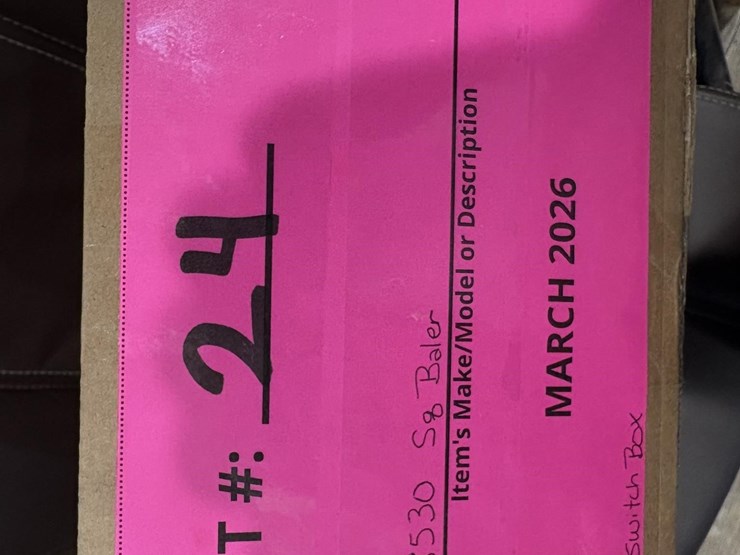 T #: 24
530 Sq Baler
Item's Make/Model or Description
MARCH 2026
switch Box